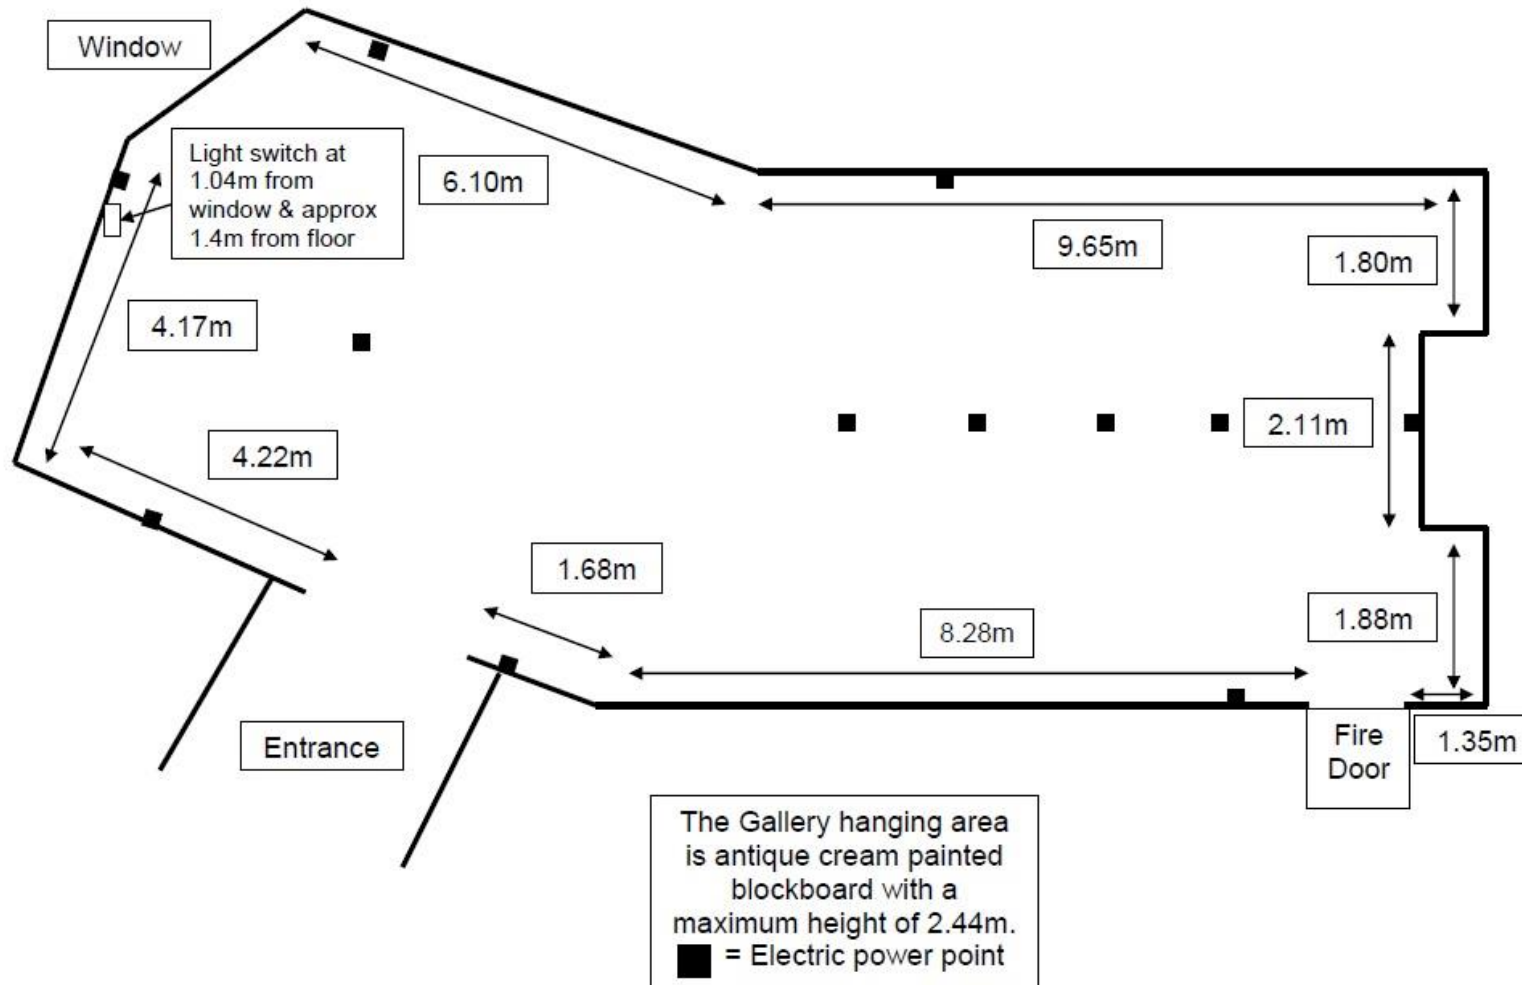 Window
Light switch at
1.04m from
window & approx
1.4m from floor
6.10m
9.65m
1.80m
4.17m
2.11m
4.22m
1.68m
8.28m
1.88m
Entrance
Fire
Door
1.35m
The Gallery hanging area
is antique cream painted
blockboard with a
maximum height of 2.44m.
= Electric power point